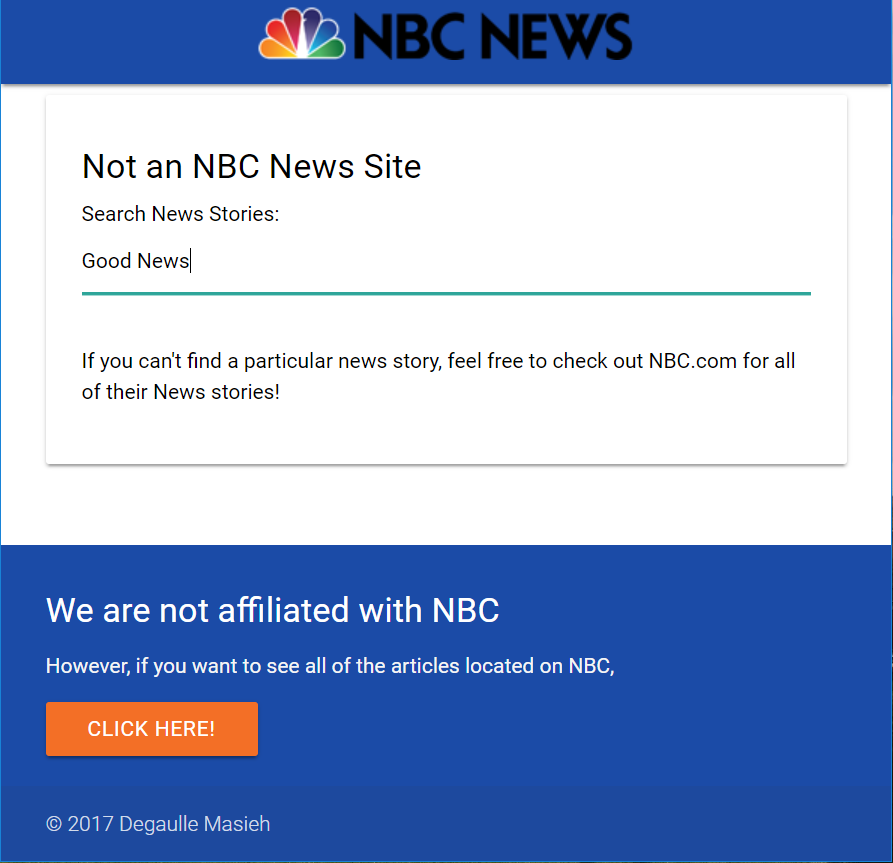 NBC NEWS
Not an NBC News Site
Search News Stories:
Good News
If you can't find a particular news story, feel free to check out NBC.com for all
of their News stories!
We are not affiliated with NBC
However, if you want to see all of the articles located on NBC,
CLICK HERE!
© 2017 Degaulle Masieh